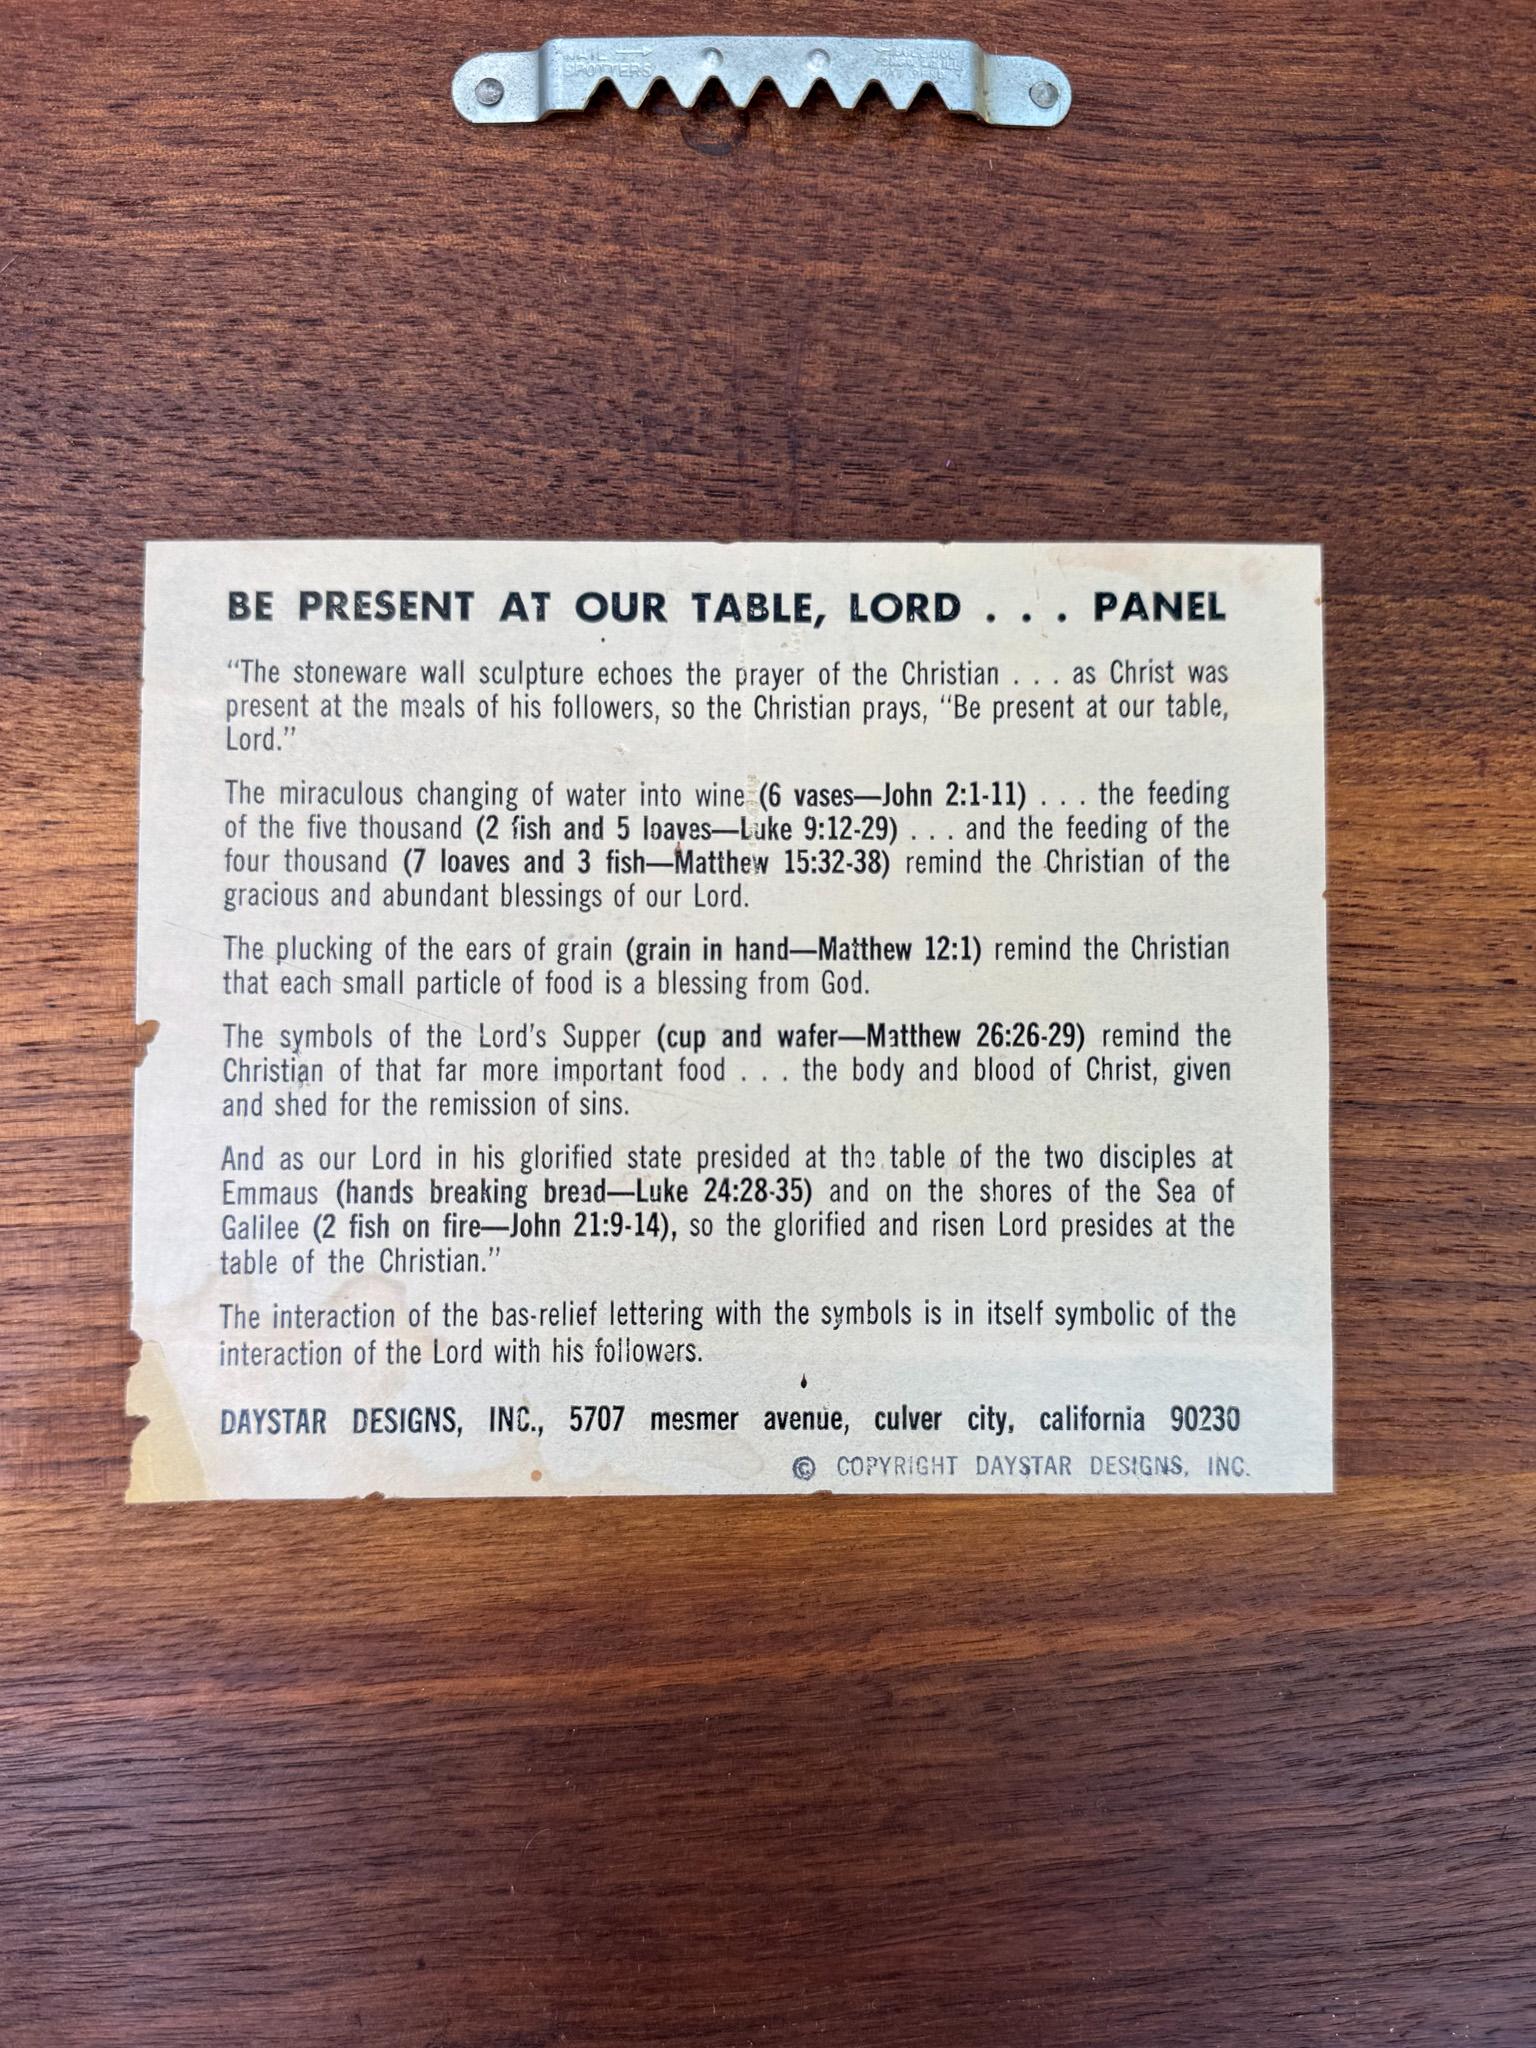 NAIL
SPOTTERS
BE PRESENT AT OUR TABLE, LORD . . . PANEL
“The stoneware wall sculpture echoes the prayer of the Christian . . . as Christ was
present at the meals of his followers, so the Christian prays, “Be present at our table,
Lord.”
The miraculous changing of water into wine (6 vases—John 2:1-11) . . . the feeding
of the five thousand (2 fish and 5 loaves—Luke 9:12-29) . . . and the feeding of the
four thousand (7 loaves and 3 fish—Matthew 15:32-38) remind the Christian of the
gracious and abundant blessings of our Lord.
The plucking of the ears of grain (grain in hand—Matthew 12:1) remind the Christian
that each small particle of food is a blessing from God.
The symbols of the Lord’s Supper (cup and wafer—Matthew 26:26-29) remind the
Christian of that far more important food . . . the body and blood of Christ, given
and shed for the remission of sins.
And as our Lord in his glorified state presided at the table of the two disciples at
Emmaus (hands breaking bread—Luke 24:28-35) and on the shores of the Sea of
Galilee (2 fish on fire—John 21:9-14), so the glorified and risen Lord presides at the
table of the Christian.”
The interaction of the bas-relief lettering with the symbols is in itself symbolic of the
interaction of the Lord with his followers.
DAYSTAR DESIGNS, INC., 5707 mesmer avenue, culver city, california 90230
© COPYRIGHT DAYSTAR DESIGNS, INC.